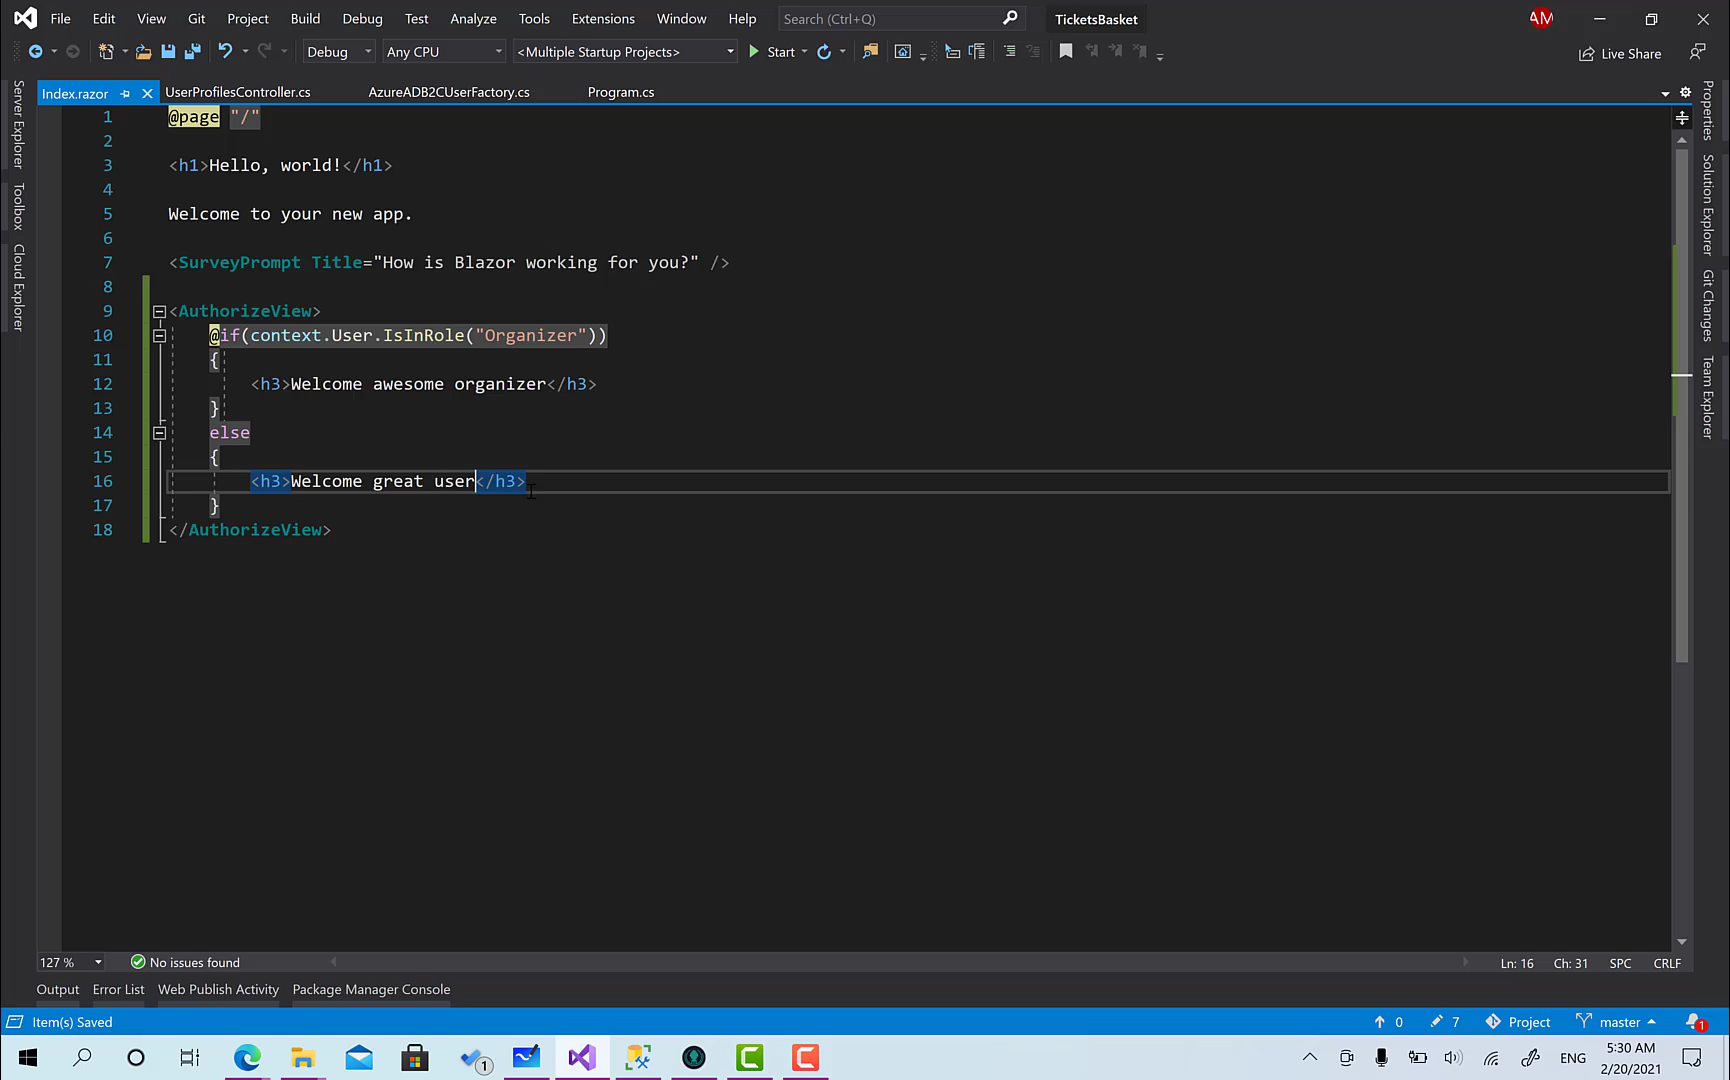 File Edit View Git Project Build Debug Test Analyze Tools Extensions Window Help Search (Ctrl+Q) TicketsBasket AM
Debug Any CPU <Multiple Startup Projects> Start Live Share
Index.razor UserProfilesController.cs AzureADB2CUserFactory.cs Program.cs
Server Explorer
Toolbox
Cloud Explorer
Properties
Solution Explorer
Git Changes
Team Explorer
1 @page "/"
2
3 <h1>Hello, world!</h1>
4
5 Welcome to your new app.
6
7 <SurveyPrompt Title="How is Blazor working for you?" />
8
9 <AuthorizeView>
10 @if(context.User.IsInRole("Organizer"))
11 {
12 <h3>Welcome awesome organizer</h3>
13 }
14 else
15 {
16 <h3>Welcome great user</h3>
17 }
18 </AuthorizeView>
127 % No issues found Ln: 16 Ch: 31 SPC CRLF
Output Error List Web Publish Activity Package Manager Console
Item(s) Saved 0 7 Project master 1
1 ENG 5:30 AM
2/20/2021